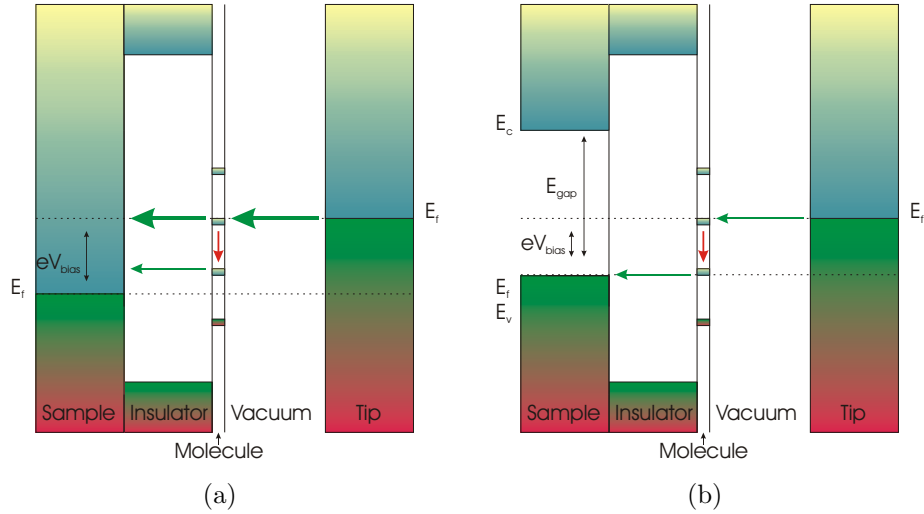 E_f
eV_bias
E_f
Sample
Insulator
Vacuum
Tip
Molecule
(a)
E_c
E_gap
E_f
eV_bias
E_f
E_v
Sample
Insulator
Vacuum
Tip
Molecule
(b)